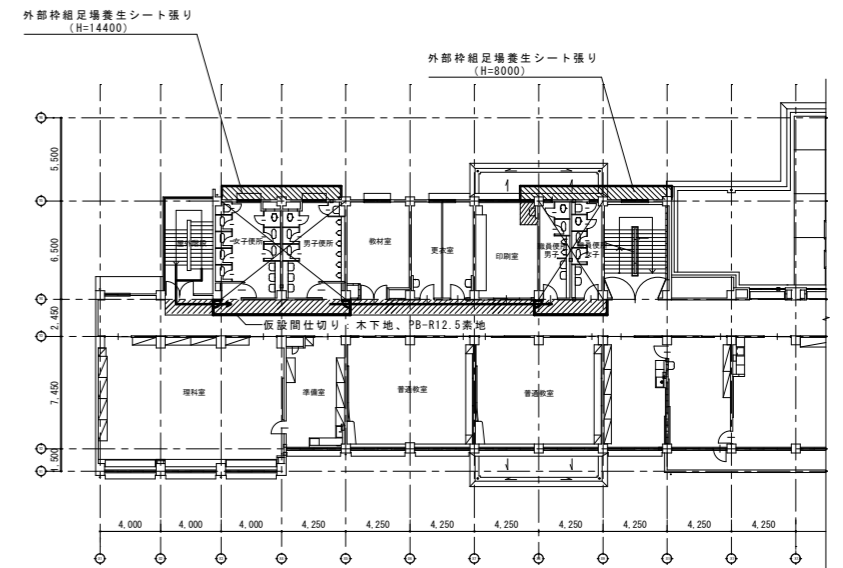 外部枠組足場養生シート張り
(H=14400)
外部枠組足場養生シート張り
(H=8000)
5,500
6,500
2,450
7,450
1,500
女子便所
男子便所
教材室
更衣室
印刷室
職員便所
男子
職員便所
女子
仮設間仕切り：木下地、PB-R12.5素地
理科室
準備室
普通教室
普通教室
4,000
4,000
4,000
4,250
4,250
4,250
4,250
4,250
4,250
4,250
4,250